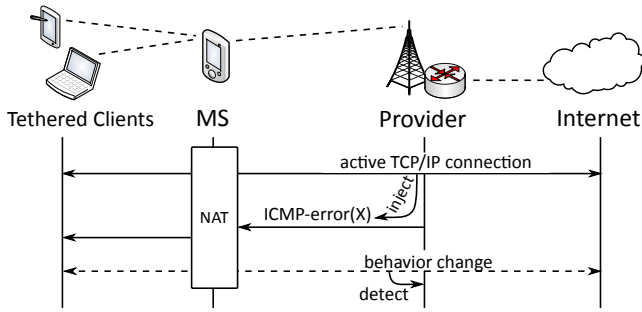 Tethered Clients MS Provider Internet
active TCP/IP connection
inject
ICMP-error(X)
NAT
behavior change
detect